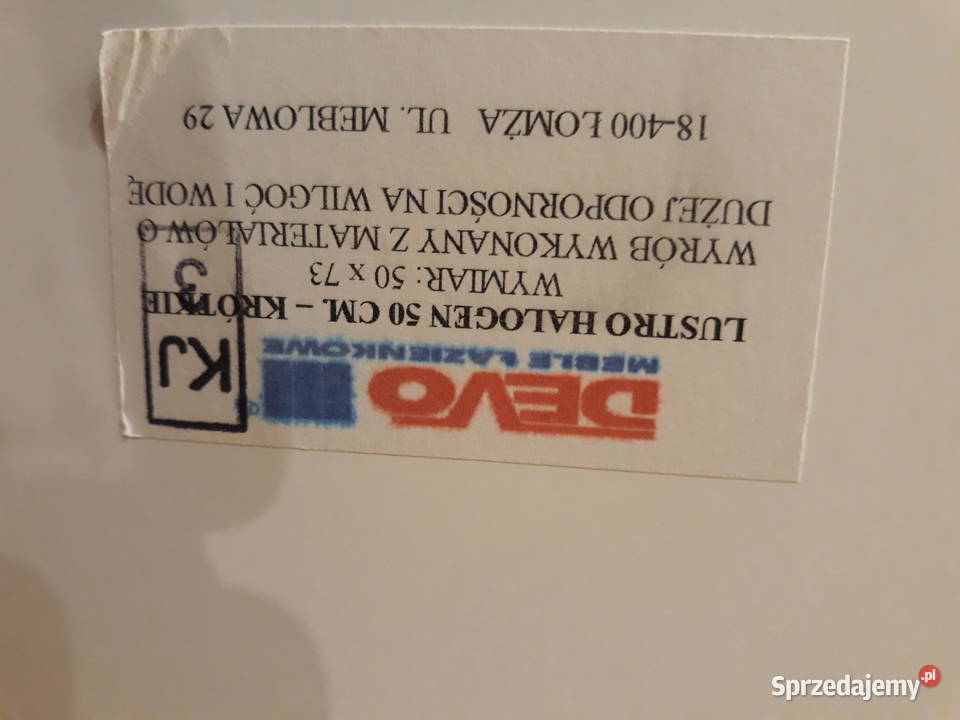 DEVO
®
MEBLE ŁAZIENKOWE
KJ
3
LUSTRO HALOGEN 50 CM. – KRÓTKIE
WYMIAR: 50 x 73
WYRÓB WYKONANY Z MATERIAŁÓW O
DUŻEJ ODPORNOŚCI NA WILGOĆ I WODĘ
18-400 ŁOMŻA UL. MEBLOWA 29
Sprzedajemy.pl